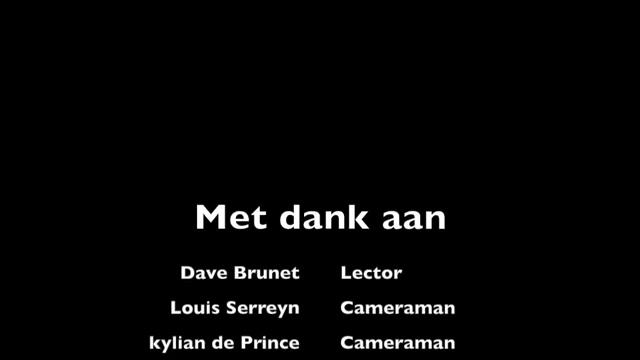 Met dank aan
Dave Brunet Lector
Louis Serreyn Cameraman
kylian de Prince Cameraman